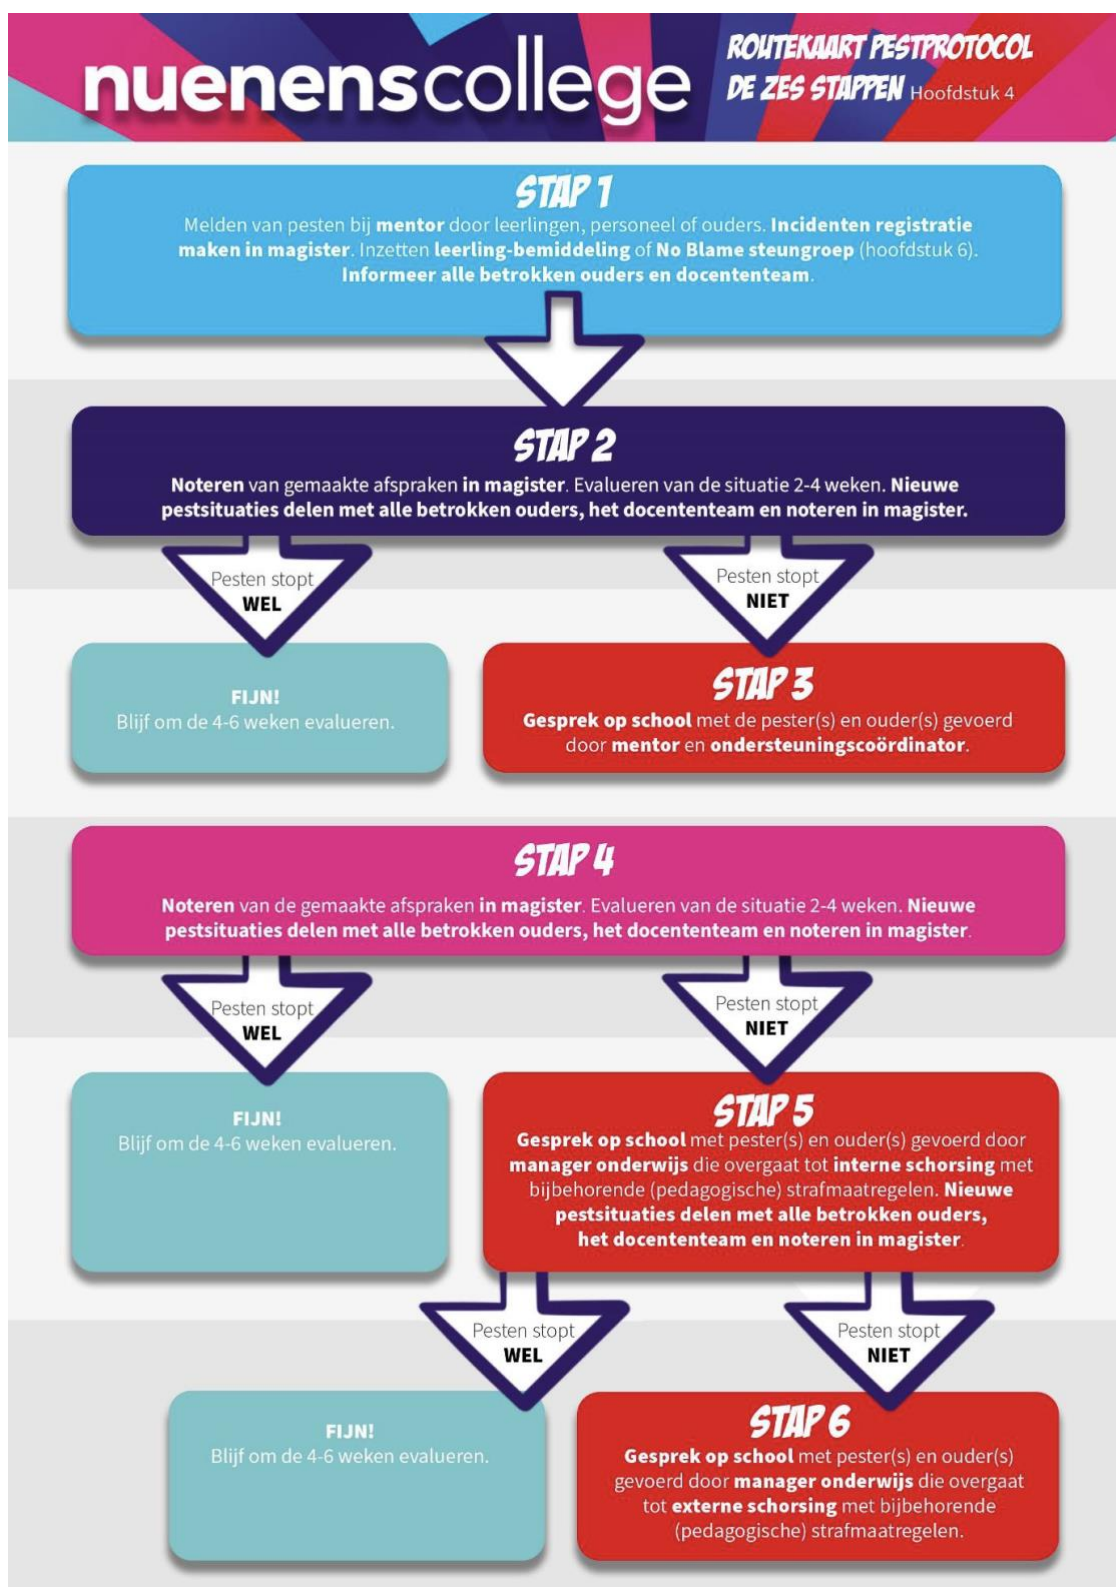 nuenenscollege
ROUTEKAART PESTPROTOCOL
DE ZES STAPPEN Hoofdstuk 4
STAP 1
Melden van pesten bij mentor door leerlingen, personeel of ouders. Incidenten registratie
maken in magister. Inzetten leerling-bemiddeling of No Blame steungroep (hoofdstuk 6).
Informeer alle betrokken ouders en docententeam.
STAP 2
Noteren van gemaakte afspraken in magister. Evalueren van de situatie 2-4 weken. Nieuwe
pestsituaties delen met alle betrokken ouders, het docententeam en noteren in magister.
Pesten stopt
WEL
Pesten stopt
NIET
FIJN!
Blijf om de 4-6 weken evalueren.
STAP 3
Gesprek op school met de pester(s) en ouder(s) gevoerd
door mentor en ondersteuningscoördinator.
STAP 4
Noteren van de gemaakte afspraken in magister. Evalueren van de situatie 2-4 weken. Nieuwe
pestsituaties delen met alle betrokken ouders, het docententeam en noteren in magister.
Pesten stopt
WEL
Pesten stopt
NIET
FIJN!
Blijf om de 4-6 weken evalueren.
STAP 5
Gesprek op school met pester(s) en ouder(s) gevoerd door
manager onderwijs die overgaat tot interne schorsing met
bijbehorende (pedagogische) strafmaatregelen. Nieuwe
pestsituaties delen met alle betrokken ouders,
het docententeam en noteren in magister.
Pesten stopt
WEL
Pesten stopt
NIET
FIJN!
Blijf om de 4-6 weken evalueren.
STAP 6
Gesprek op school met pester(s) en ouder(s)
gevoerd door manager onderwijs die overgaat
tot externe schorsing met bijbehorende
(pedagogische) strafmaatregelen.